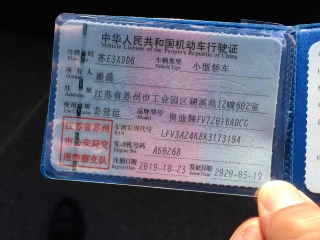 中华人民共和国机动车行驶证
Vehicle License of the People's Republic of China
号牌号码 苏E3X906 车辆类型 小型轿车
Vehicle Type
所有人
住址 江苏省苏州市工业园区 12幢602室
使用性质 非营运 品牌型号 奥迪牌FV7201BADCG
江苏省苏州
市公安局交
通警察支队
车辆识别代号 LFV3A24K8K3173194
VIN
发动机号码 A60268
Engine No.
注册日期 2019-10-23 发证日期 2020-05-19